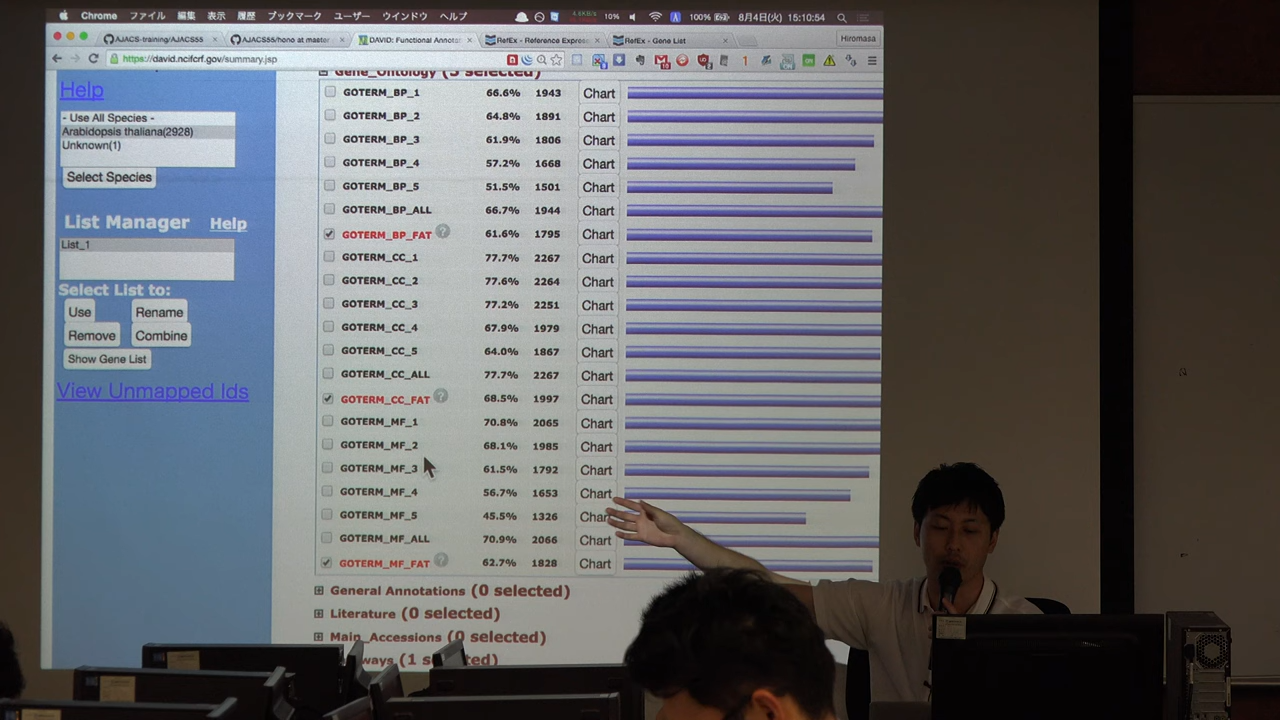 Chrome ファイル 編集 表示 履歴 ブックマーク ユーザー ウインドウ ヘルプ 10% 100% 8月4日(火) 15:10:54
AJACS-training/AJACS55 × AJACS55/hono at master × DAVID: Functional Annota × RefEx - Reference Express × RefEx - Gene List × Hiromasa
https://david.ncifcrf.gov/summary.jsp
Help
- Use All Species -
Arabidopsis thaliana(2928)
Unknown(1)
Select Species
List Manager Help
List_1
Select List to:
Use Rename
Remove Combine
Show Gene List
View Unmapped Ids
Gene_Ontology (3 selected)
GOTERM_BP_1 66.6% 1943 Chart
GOTERM_BP_2 64.8% 1891 Chart
GOTERM_BP_3 61.9% 1806 Chart
GOTERM_BP_4 57.2% 1668 Chart
GOTERM_BP_5 51.5% 1501 Chart
GOTERM_BP_ALL 66.7% 1944 Chart
GOTERM_BP_FAT ? 61.6% 1795 Chart
GOTERM_CC_1 77.7% 2267 Chart
GOTERM_CC_2 77.6% 2264 Chart
GOTERM_CC_3 77.2% 2251 Chart
GOTERM_CC_4 67.9% 1979 Chart
GOTERM_CC_5 64.0% 1867 Chart
GOTERM_CC_ALL 77.7% 2267 Chart
GOTERM_CC_FAT ? 68.5% 1997 Chart
GOTERM_MF_1 70.8% 2065 Chart
GOTERM_MF_2 68.1% 1985 Chart
GOTERM_MF_3 61.5% 1792 Chart
GOTERM_MF_4 56.7% 1653 Chart
GOTERM_MF_5 45.5% 1326 Char
GOTERM_MF_ALL 70.9% 2066 Chart
GOTERM_MF_FAT ? 62.7% 1828 Chart
General Annotations (0 selected)
Literature (0 selected)
Main_Accessions (0 selected)
ways (1 selected)